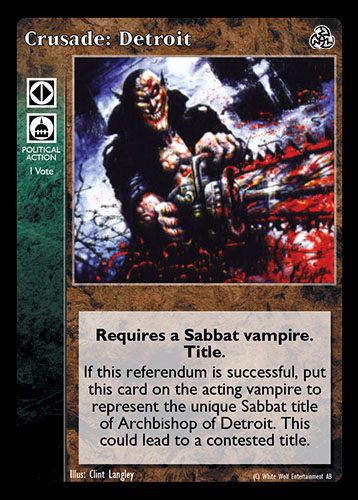 Crusade: Detroit
POLITICAL
ACTION
1 Vote
Requires a Sabbat vampire.
Title.
If this referendum is successful, put
this card on the acting vampire to
represent the unique Sabbat title
of Archbishop of Detroit. This
could lead to a contested title.
Illus: Clint Langley
(C) White Wolf Entertainment AB